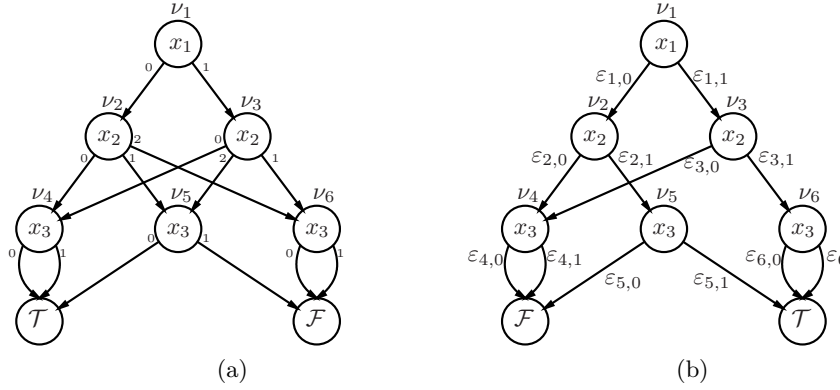 ν₁ ν₁
x₁ x₁
0 1 ε₁,₀ ε₁,₁
ν₂ ν₃ ν₂ ν₃
x₂ 2 0 x₂ x₂ x₂
0 1 2 1 ε₂,₀ ε₂,₁ ε₃,₀ ε₃,₁
ν₄ ν₅ ν₆ ν₄ ν₅ ν₆
x₃ x₃ x₃ x₃ x₃ x₃
0 1 0 1 0 1 ε₄,₀ ε₄,₁ ε₅,₀ ε₅,₁ ε₆,₀
𝒯 ℱ ℱ 𝒯
(a) (b)